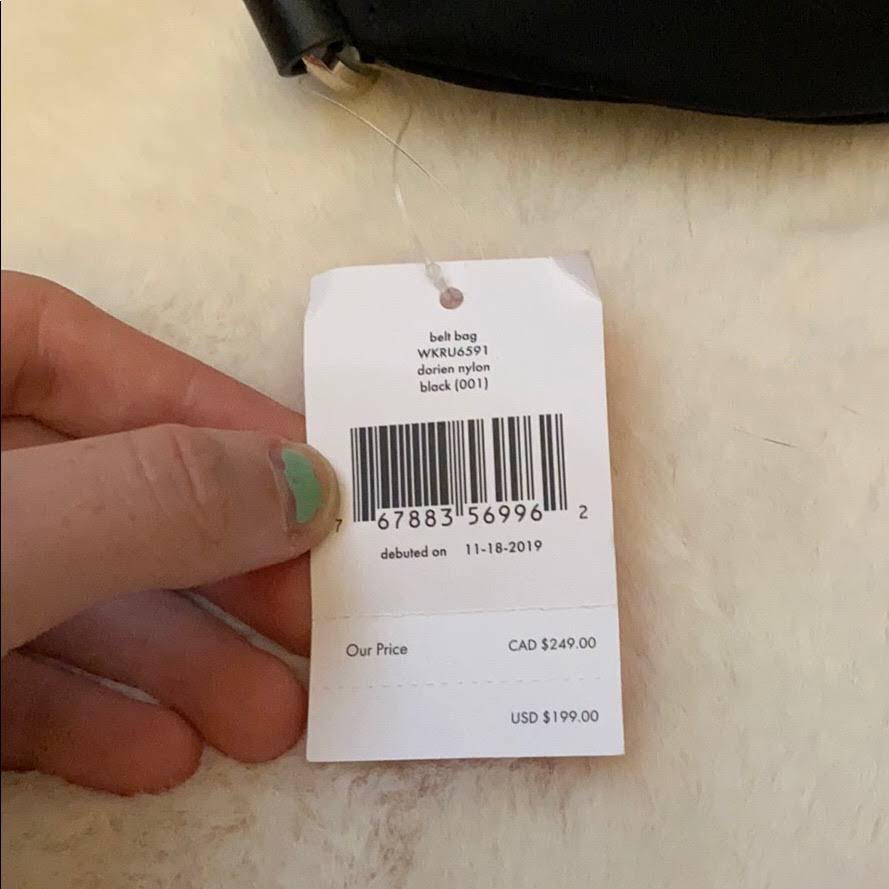 belt bag
WKRU6591
dorien nylon
black (001)
7 67883 56996 2
debuted on 11-18-2019
Our Price CAD $249.00
USD $199.00